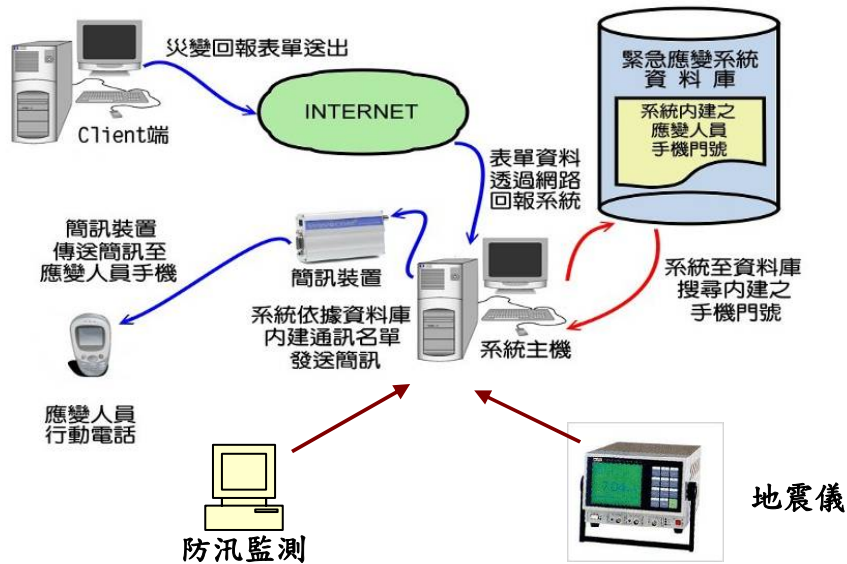 災變回報表單送出
Client端
INTERNET
緊急應變系統
資料庫
系統內建之
應變人員
手機門號
表單資料
透過網路
回報系統
簡訊裝置
傳送簡訊至
應變人員手機
簡訊裝置
系統依據資料庫
內建通訊名單
發送簡訊
系統主機
系統至資料庫
搜尋內建之
手機門號
應變人員
行動電話
防汛監測
地震儀